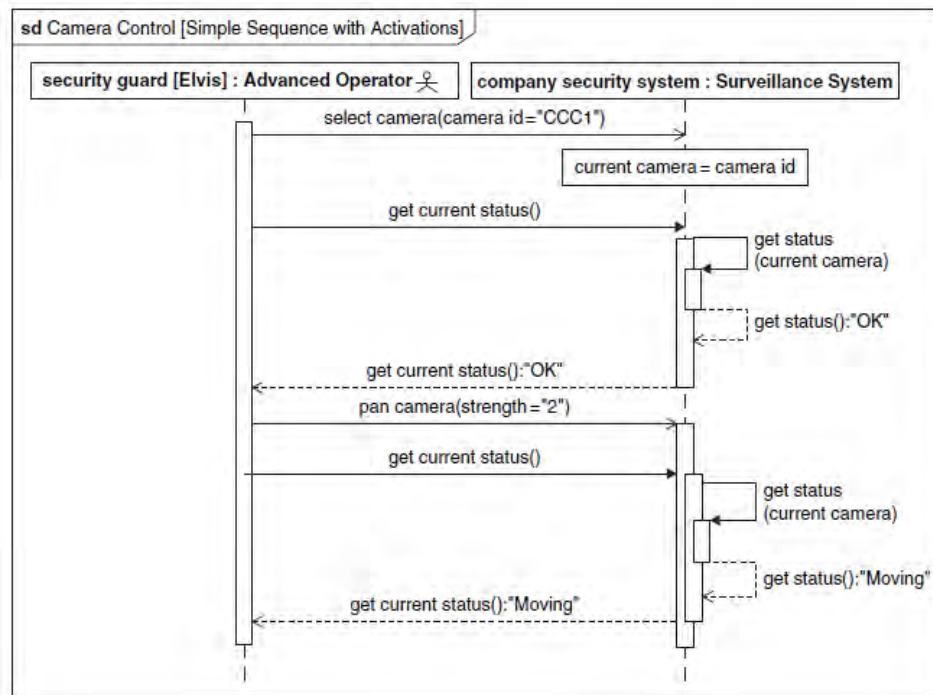 sd Camera Control [Simple Sequence with Activations]
security guard [Elvis] : Advanced Operator
company security system : Surveillance System
select camera(camera id="CCC1")
current camera = camera id
get current status()
get status
(current camera)
get status():"OK"
get current status():"OK"
pan camera(strength="2")
get current status()
get status
(current camera)
get status():"Moving"
get current status():"Moving"